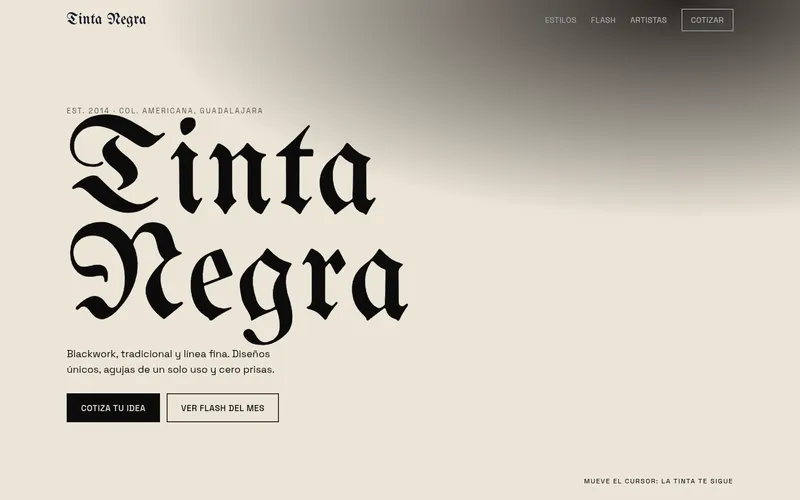 Tinta Negra
ESTILOS FLASH ARTISTAS COTIZAR
EST. 2014 · COL. AMERICANA, GUADALAJARA
Tinta
Negra
Blackwork, tradicional y línea fina. Diseños
únicos, agujas de un solo uso y cero prisas.
COTIZA TU IDEA VER FLASH DEL MES
MUEVE EL CURSOR: LA TINTA TE SIGUE